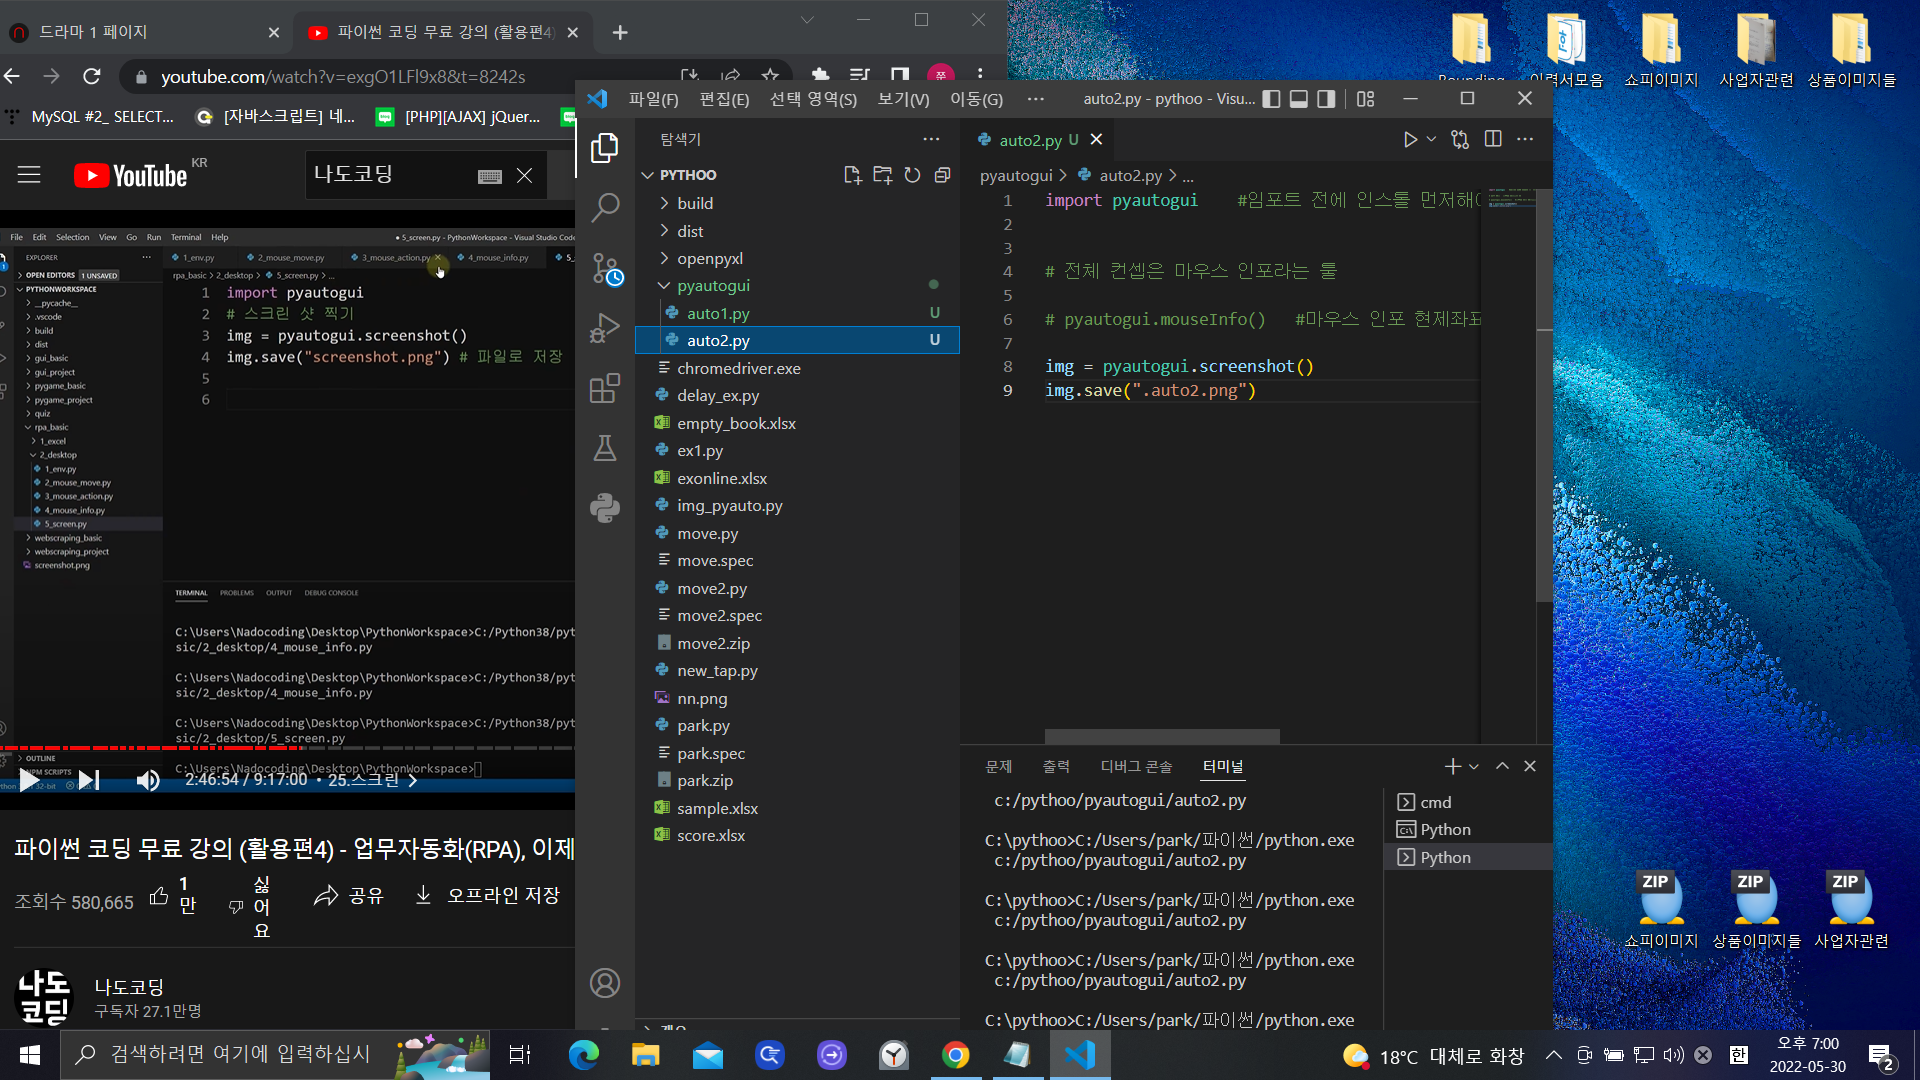 드라마 1 페이지
파이썬 코딩 무료 강의 (활용편4)
youtube.com/watch?v=exgO1LFl9x8&t=8242s
MySQL #2_ SELECT...
[자바스크립트] 네...
[PHP][AJAX] jQuer...
YouTube KR
나도코딩
File Edit Selection View Go Run Terminal Help
● 5_screen.py - PythonWorkspace - Visual Studio Code
EXPLORER
1_env.py 2_mouse_move.py 3_mouse_action.py 4_mouse_info.py
OPEN EDITORS 1 UNSAVED
rpa_basic > 2_desktop > 5_screen.py > ...
PYTHONWORKSPACE
__pycache__
.vscode
build
dist
gui_basic
gui_project
pygame_basic
pygame_project
quiz
rpa_basic
1_excel
2_desktop
1_env.py
2_mouse_move.py
3_mouse_action.py
4_mouse_info.py
5_screen.py
webscraping_basic
webscraping_project
screenshot.png
1 import pyautogui
2 # 스크린 샷 찍기
3 img = pyautogui.screenshot()
4 img.save("screenshot.png") # 파일로 저장
5
6
TERMINAL PROBLEMS OUTPUT DEBUG CONSOLE
C:\Users\Nadocoding\Desktop\PythonWorkspace>C:/Python38/pyt
sic/2_desktop/4_mouse_info.py
C:\Users\Nadocoding\Desktop\PythonWorkspace>C:/Python38/pyt
sic/2_desktop/4_mouse_info.py
C:\Users\Nadocoding\Desktop\PythonWorkspace>C:/Python38/pyt
sic/2_desktop/5_screen.py
C:\Users\Nadocoding\Desktop\PythonWorkspace>
OUTLINE
NPM SCRIPTS
2:46:54 / 9:17:00 • 25.스크린
파이썬 코딩 무료 강의 (활용편4) - 업무자동화(RPA), 이제
조회수 580,665
1만
싫어요
공유
오프라인 저장
나도
코딩
나도코딩
구독자 27.1만명
파일(F) 편집(E) 선택 영역(S) 보기(V) 이동(G) ...
auto2.py - pythoo - Visu...
탐색기
PYTHOO
build
dist
openpyxl
pyautogui
auto1.py U
auto2.py U
chromedriver.exe
delay_ex.py
empty_book.xlsx
ex1.py
exonline.xlsx
img_pyauto.py
move.py
move.spec
move2.py
move2.spec
move2.zip
new_tap.py
nn.png
park.py
park.spec
park.zip
sample.xlsx
score.xlsx
auto2.py U
pyautogui > auto2.py > ...
1 import pyautogui #임포트 전에 인스톨 먼저해
2
3
4 # 전체 컨셉은 마우스 인포라는 툴
5
6 # pyautogui.mouseInfo() #마우스 인포 현제좌표
7
8 img = pyautogui.screenshot()
9 img.save(".auto2.png")
문제 출력 디버그 콘솔 터미널
c:/pythoo/pyautogui/auto2.py
C:\pythoo>C:/Users/park/파이썬/python.exe
c:/pythoo/pyautogui/auto2.py
C:\pythoo>C:/Users/park/파이썬/python.exe
c:/pythoo/pyautogui/auto2.py
C:\pythoo>C:/Users/park/파이썬/python.exe
c:/pythoo/pyautogui/auto2.py
C:\pythoo>C:/Users/park/파이썬/python.exe
cmd
Python
Python
쇼피이미지
사업자관련
상품이미지들
ZIP
ZIP
ZIP
쇼피이미지
상품이미지들
사업자관련
검색하려면 여기에 입력하십시
18°C 대체로 화창
한
오후 7:00
2022-05-30
2